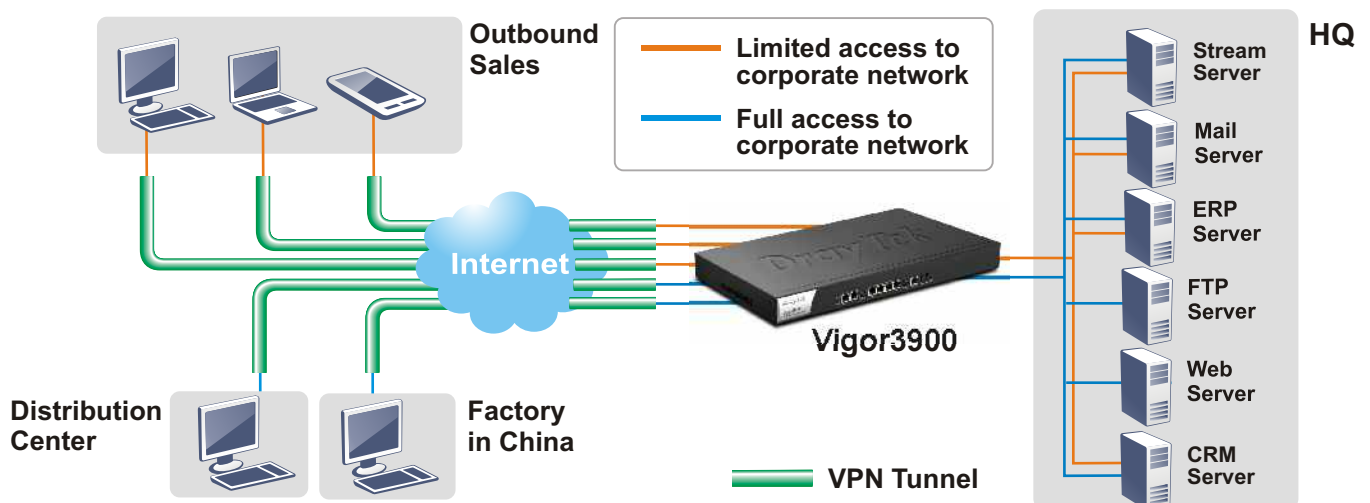 Outbound
Sales
Limited access to
corporate network
Full access to
corporate network
HQ
Stream
Server
Mail
Server
ERP
Server
FTP
Server
Web
Server
CRM
Server
Internet
DrayTek
Vigor3900
Distribution
Center
Factory
in China
VPN Tunnel